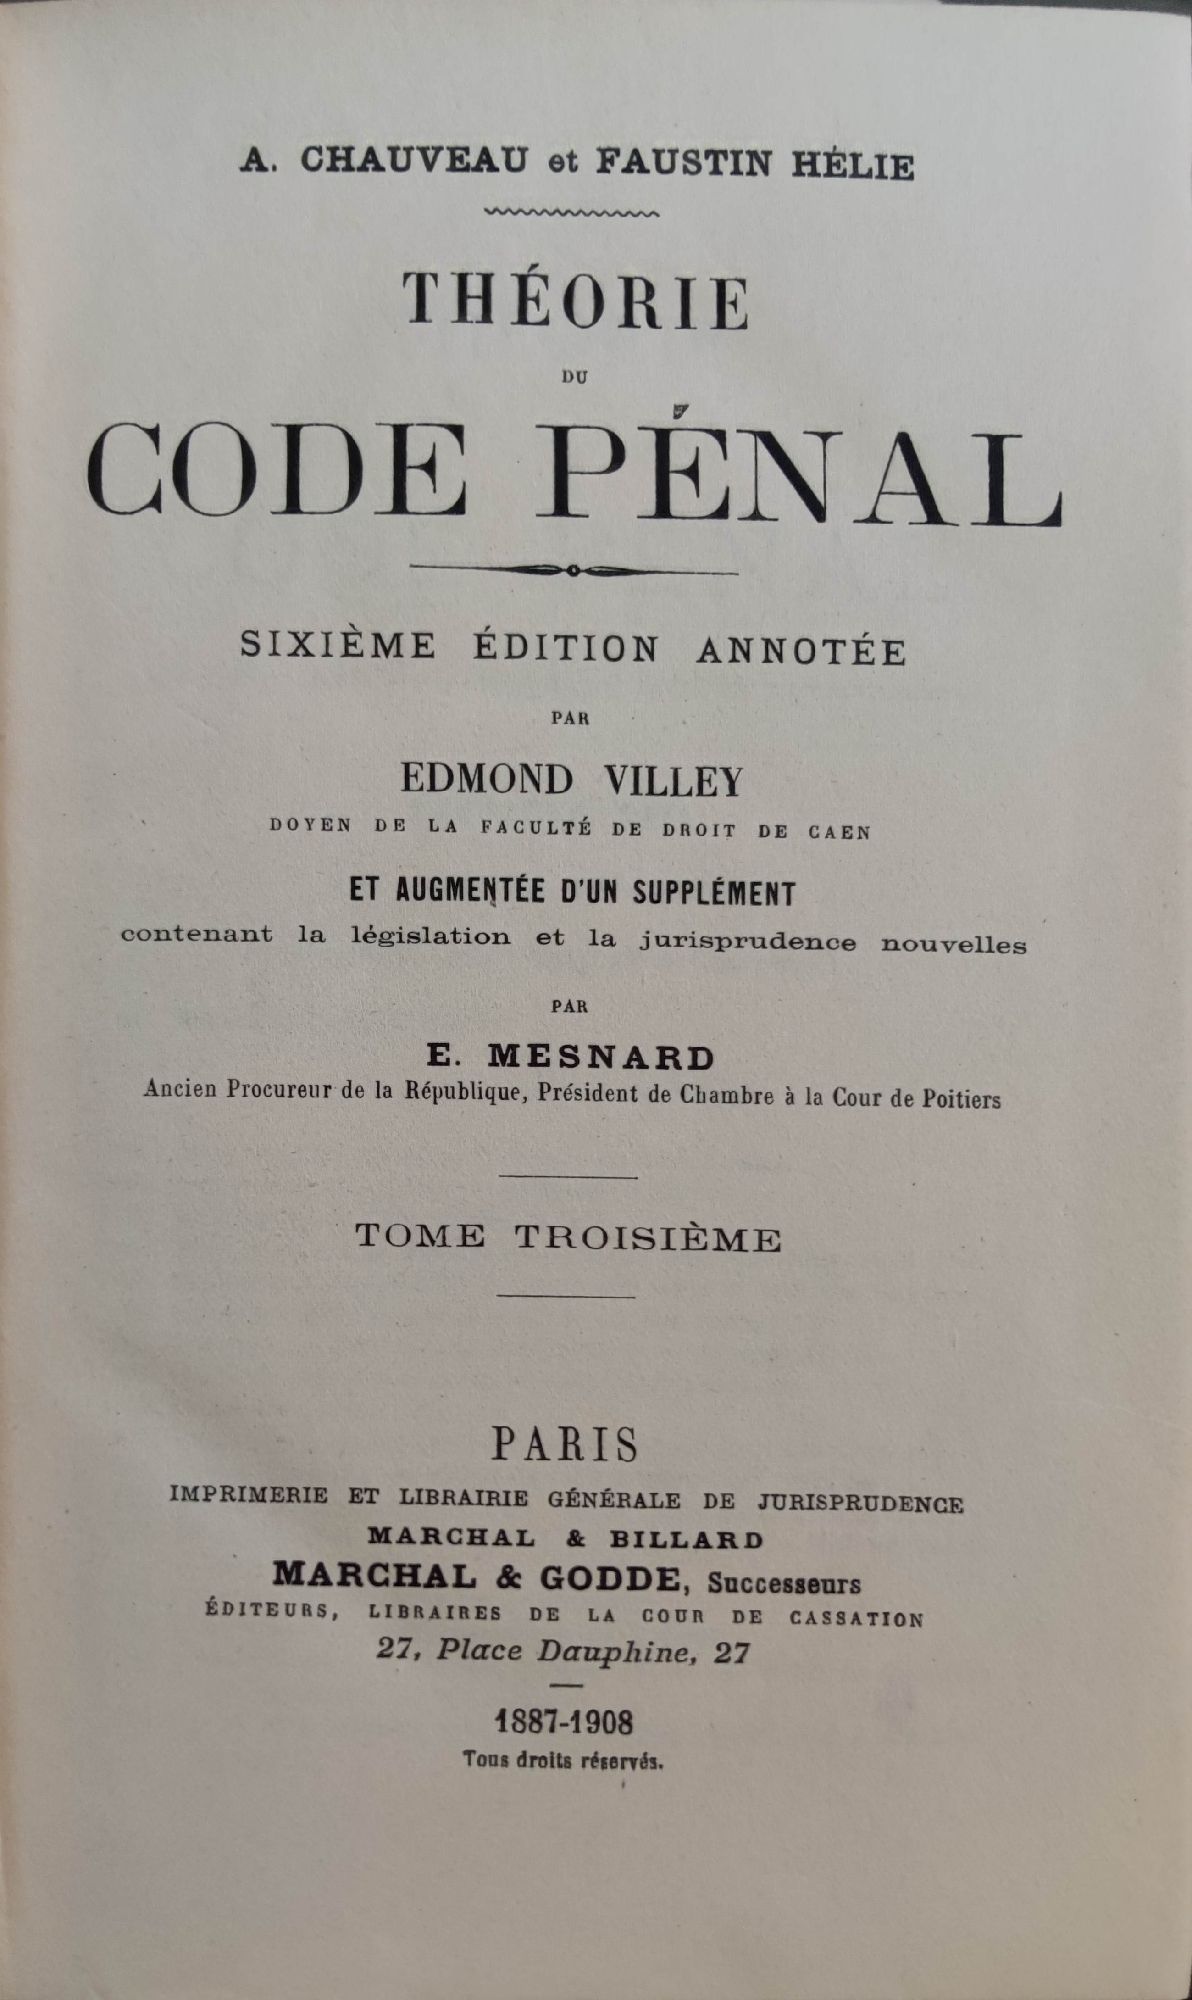 A. CHAUVEAU et FAUSTIN HÉLIE
THÉORIE
DU
CODE PÉNAL
SIXIÈME ÉDITION ANNOTÉE
PAR
EDMOND VILLEY
DOYEN DE LA FACULTÉ DE DROIT DE CAEN
ET AUGMENTÉE D'UN SUPPLÉMENT
contenant la législation et la jurisprudence nouvelles
PAR
E. MESNARD
Ancien Procureur de la République, Président de Chambre à la Cour de Poitiers
TOME TROISIÈME
PARIS
IMPRIMERIE ET LIBRAIRIE GÉNÉRALE DE JURISPRUDENCE
MARCHAL & BILLARD
MARCHAL & GODDE, Successeurs
ÉDITEURS, LIBRAIRES DE LA COUR DE CASSATION
27, Place Dauphine, 27
1887-1908
Tous droits réservés.